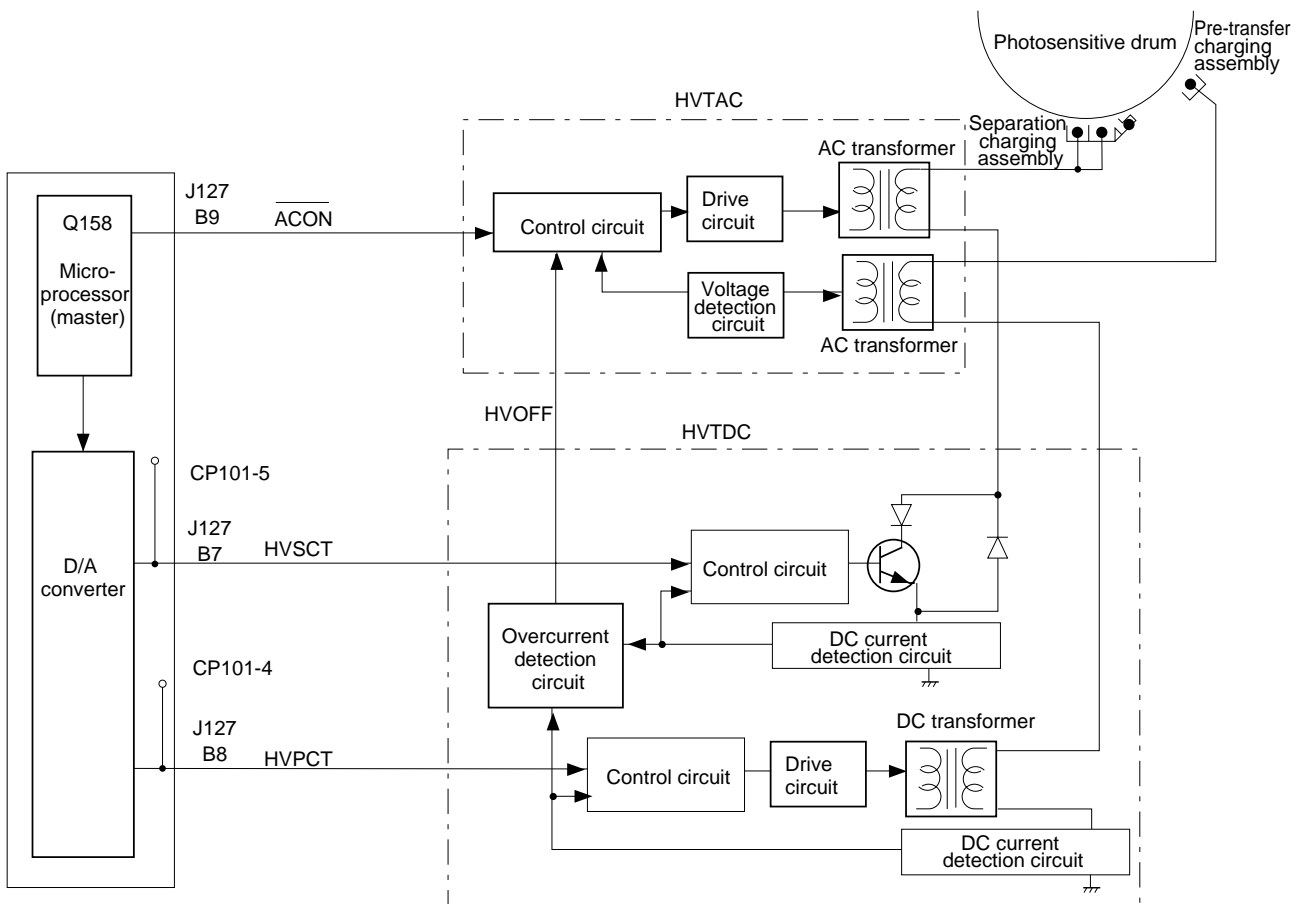 Photosensitive drum
Pre-transfer
charging
assembly
HVTAC
Separation
charging
assembly
AC transformer
J127
B9
ACON
Q158
Micro-
processor
(master)
Control circuit
Drive
circuit
Voltage
detection
circuit
AC transformer
HVOFF
HVTDC
CP101-5
J127
B7
HVSCT
D/A
converter
Control circuit
Overcurrent
detection
circuit
DC current
detection circuit
CP101-4
J127
B8
HVPCT
DC transformer
Control circuit
Drive
circuit
DC current
detection circuit